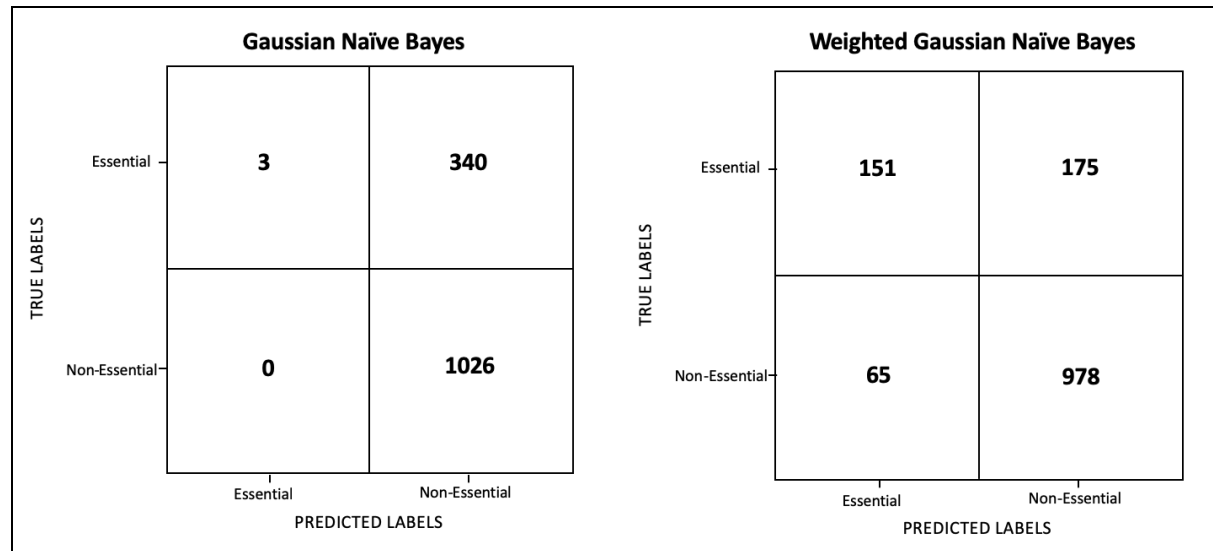 Gaussian Naïve Bayes
TRUE LABELS
Essential
3 340
Non-Essential
0 1026
Essential Non-Essential
PREDICTED LABELS
Weighted Gaussian Naïve Bayes
TRUE LABELS
Essential
151 175
Non-Essential
65 978
Essential Non-Essential
PREDICTED LABELS